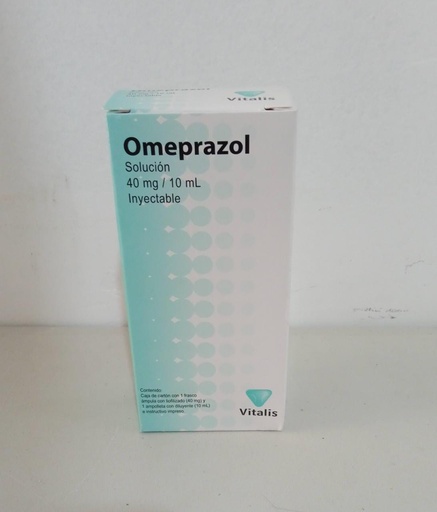 Vitalis
Omeprazol
Solución
40 mg / 10 mL
Inyectable
Contenido
Caja de cartón con 1 frasco
ámpula con liofilizado (40 mg) y
1 ampolleta con diluyente (10 mL)
e instructivo impreso
Vitalis